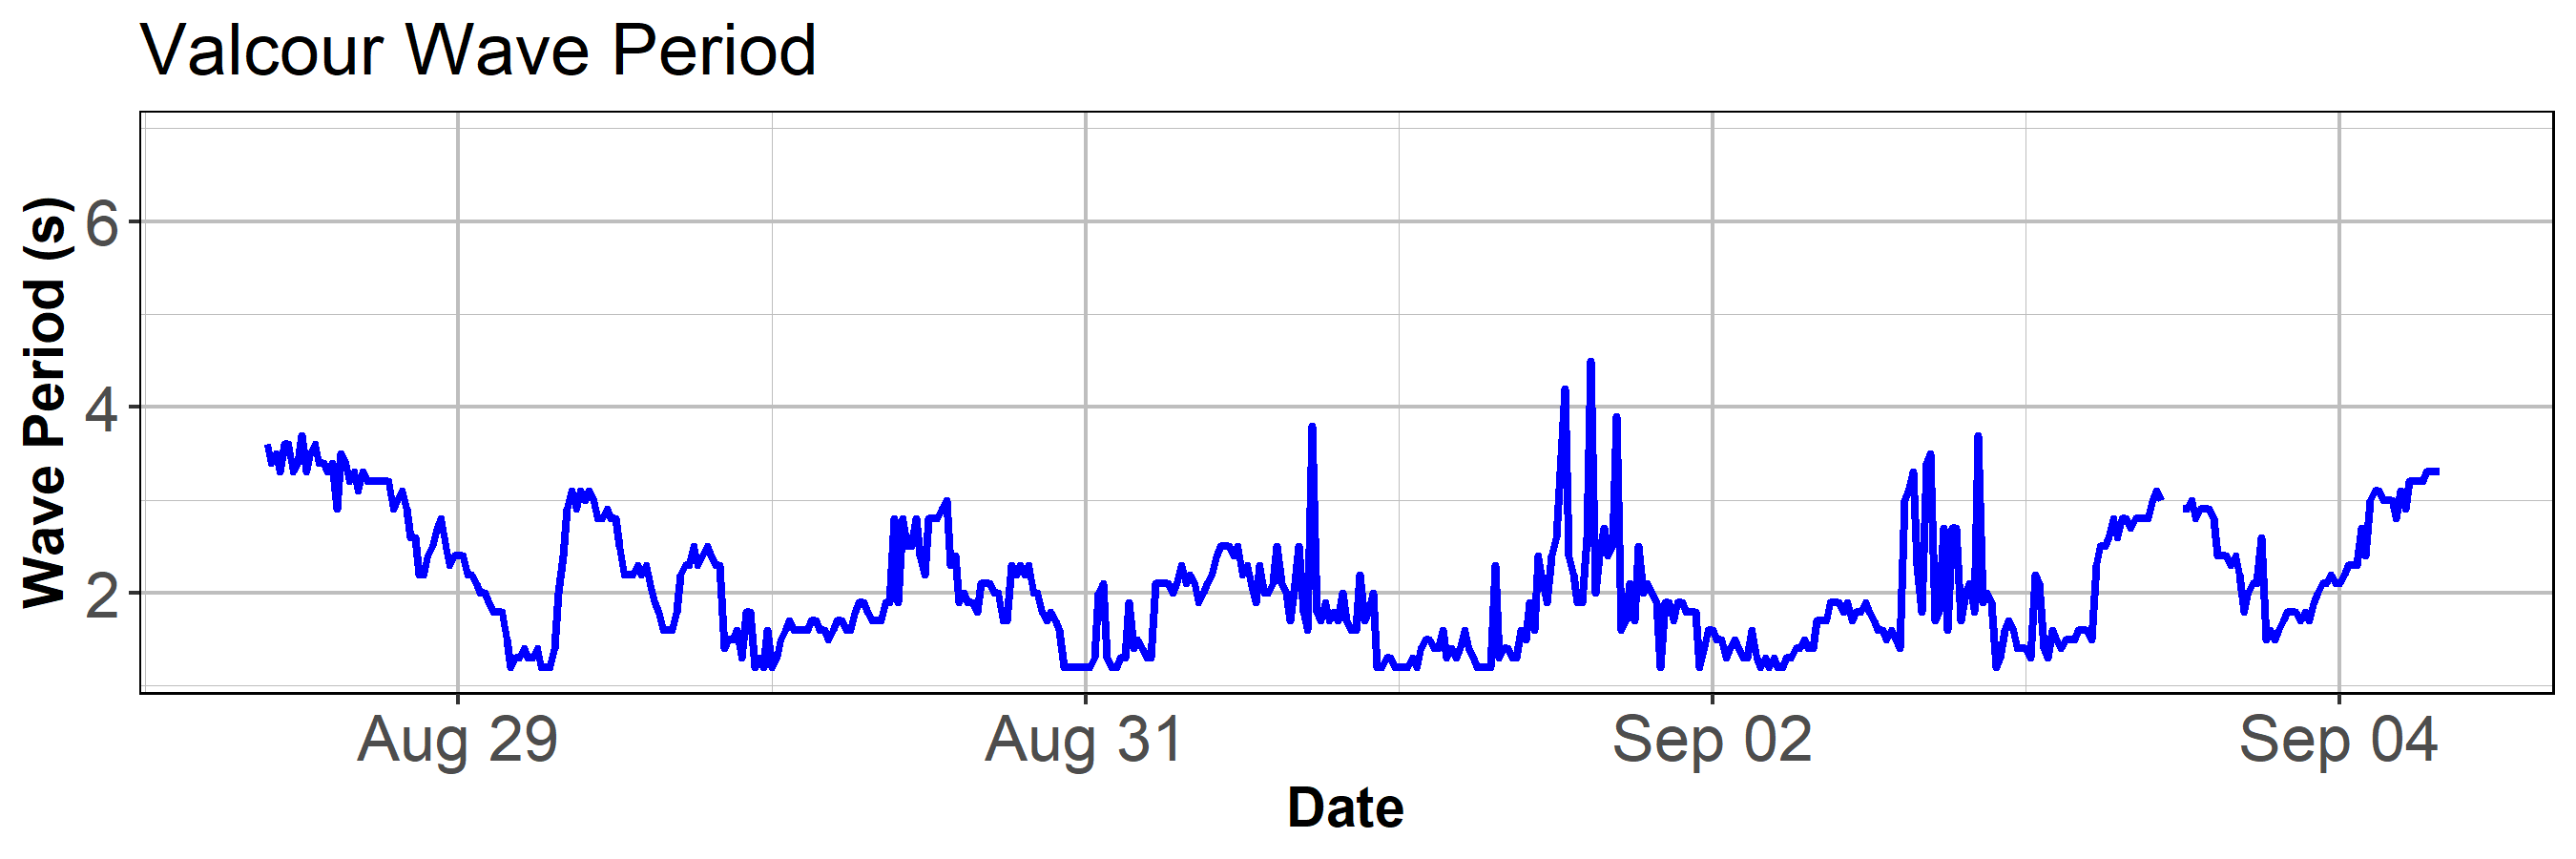 Valcour Wave Period
Wave Period (s)
6
4
2
Aug 29 Aug 31 Sep 02 Sep 04
Date